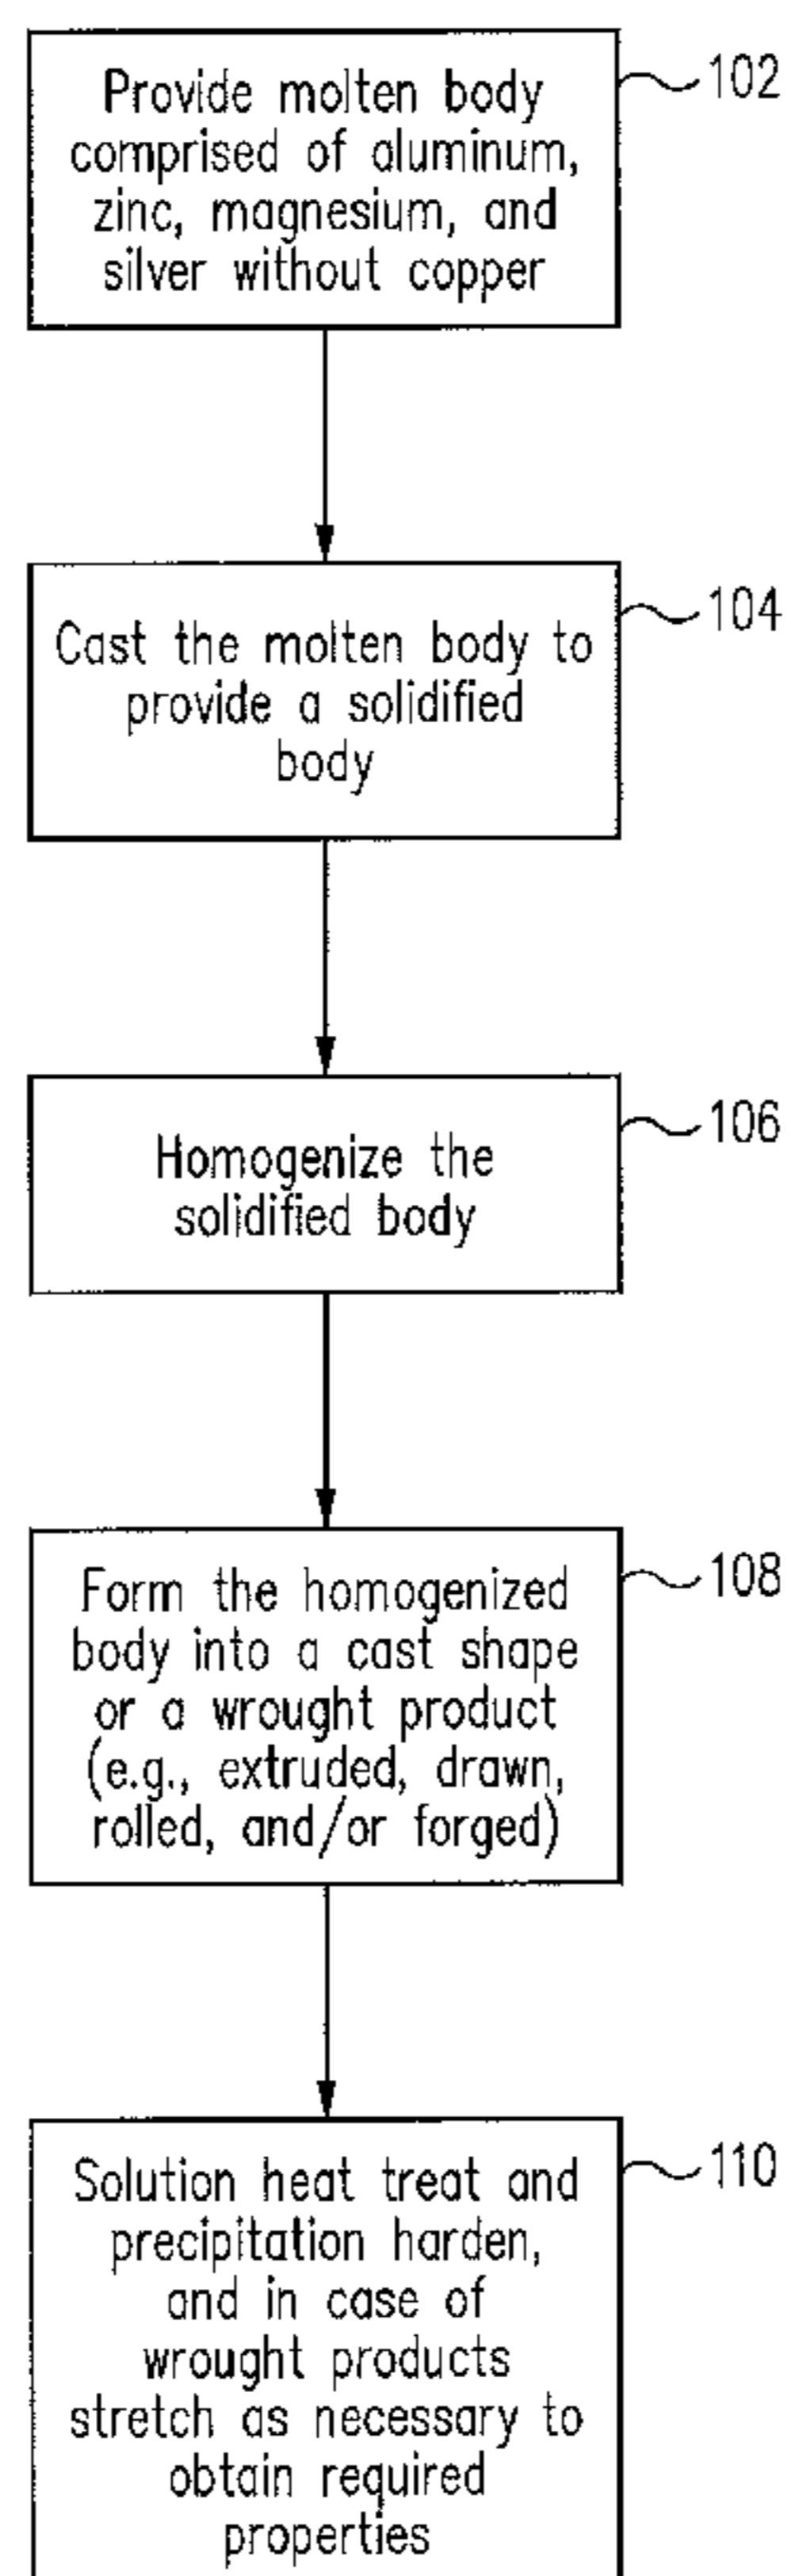 Provide molten body
comprised of aluminum,
zinc, magnesium, and
silver without copper
102
Cast the molten body to
provide a solidified
body
104
Homogenize the
solidified body
106
Form the homogenized
body into a cast shape
or a wrought product
(e.g., extruded, drawn,
rolled, and/or forged)
108
Solution heat treat and
precipitation harden,
and in case of
wrought products
stretch as necessary to
obtain required
properties
110